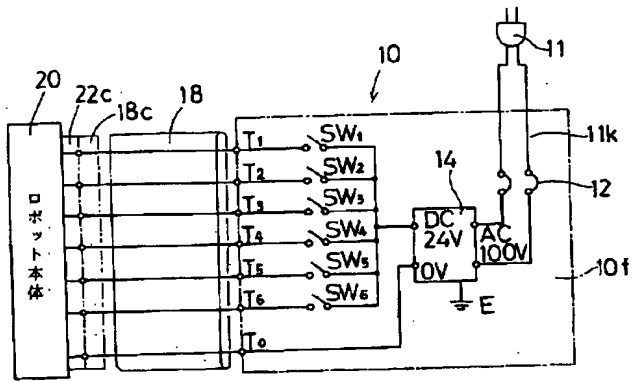 20
22c
18c
18
10
11
11k
12
14
10f
ロボット本体
T1
SW1
T2
SW2
T3
SW3
T4
SW4
T5
SW5
T6
SW6
T0
DC
24V
0V
AC
100V
E